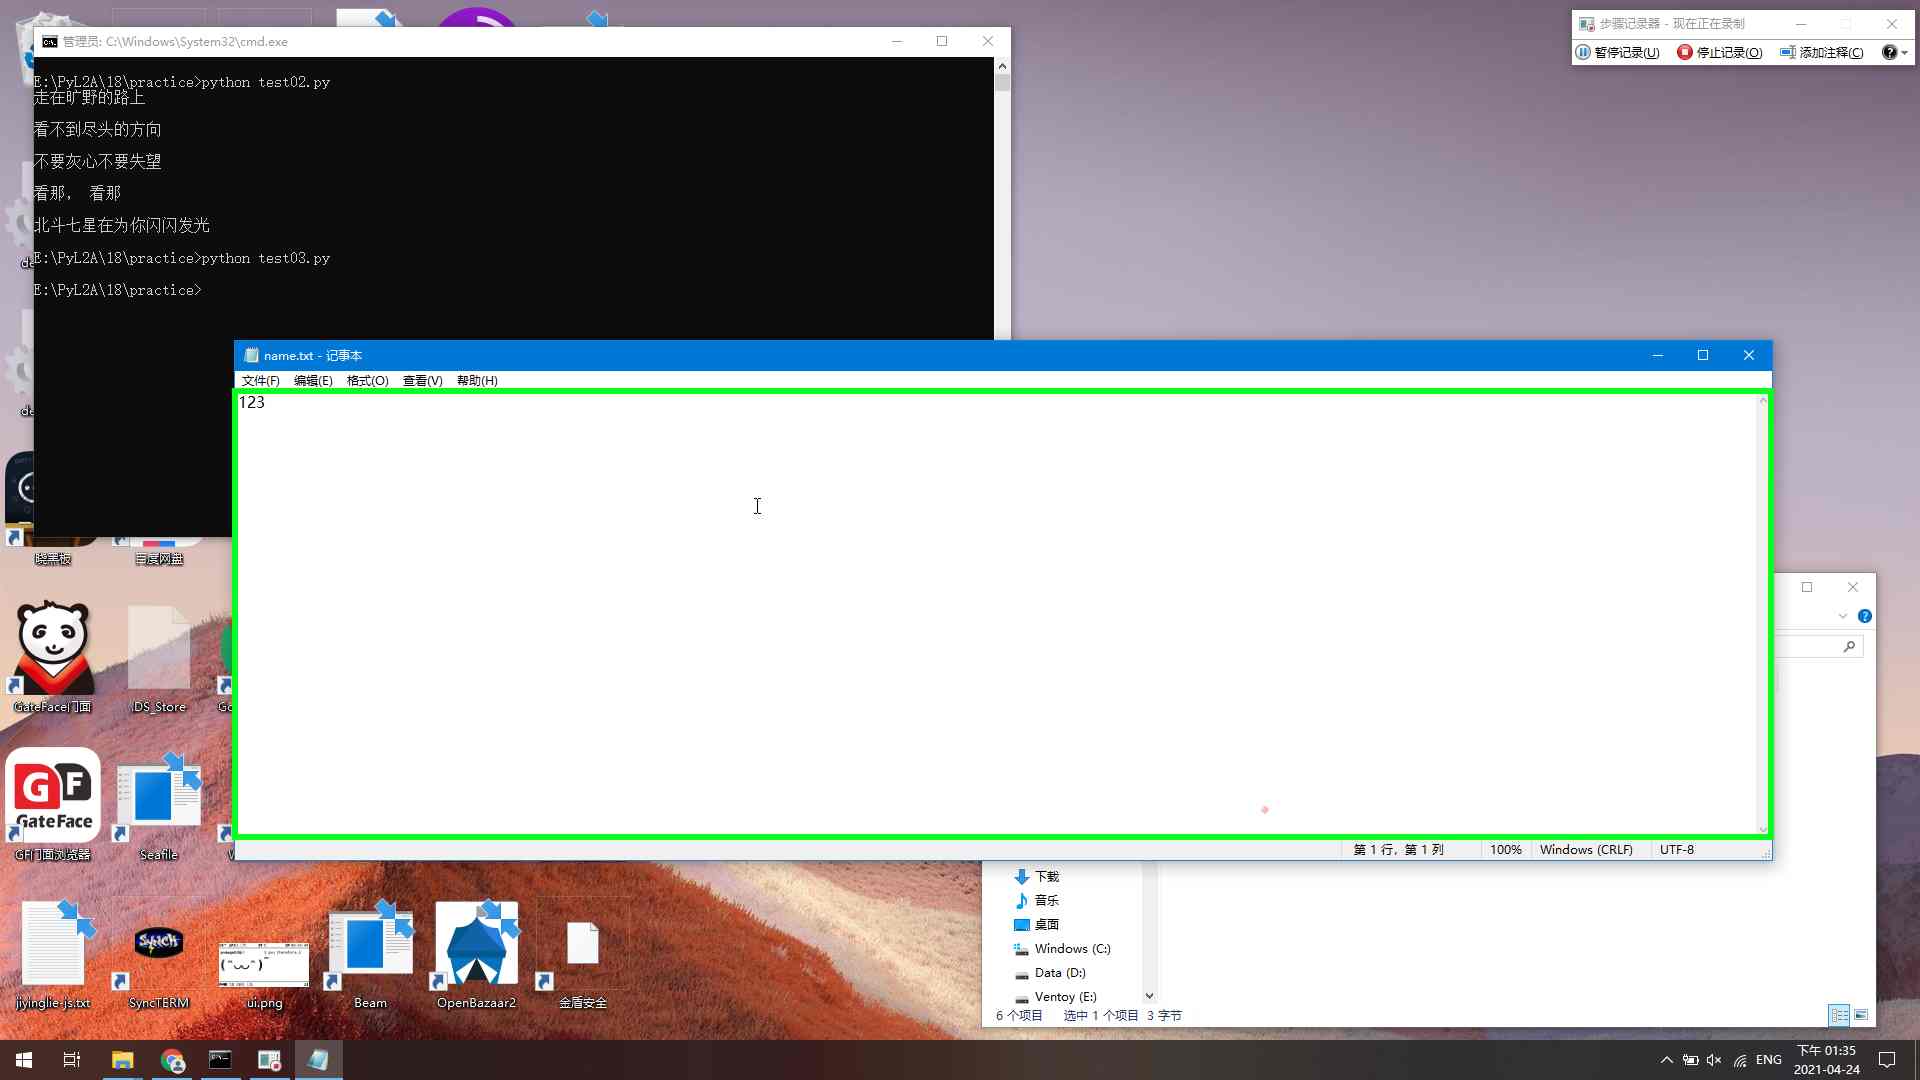 管理员: C:\Windows\System32\cmd.exe
E:\PyL2A\18\practice>python test02.py
走在旷野的路上
看不到尽头的方向
不要灰心不要失望
看那， 看那
北斗七星在为你闪闪发光
E:\PyL2A\18\practice>python test03.py
E:\PyL2A\18\practice>
步骤记录器 - 现在正在录制
暂停记录(U) 停止记录(O) 添加注释(C)
name.txt - 记事本
文件(F) 编辑(E) 格式(O) 查看(V) 帮助(H)
123
第 1 行，第 1 列 100% Windows (CRLF) UTF-8
晓黑板 百度网盘
GateFace门面 .DS_Store
GF
GateFace
GF门面浏览器 Seafile
下载
音乐
桌面
Windows (C:)
Data (D:)
Ventoy (E:)
6 个项目 选中 1 个项目 3 字节
jiyinglie-js.txt SyncTERM ui.png Beam OpenBazaar2 金盾安全
ENG
下午 01:35
2021-04-24